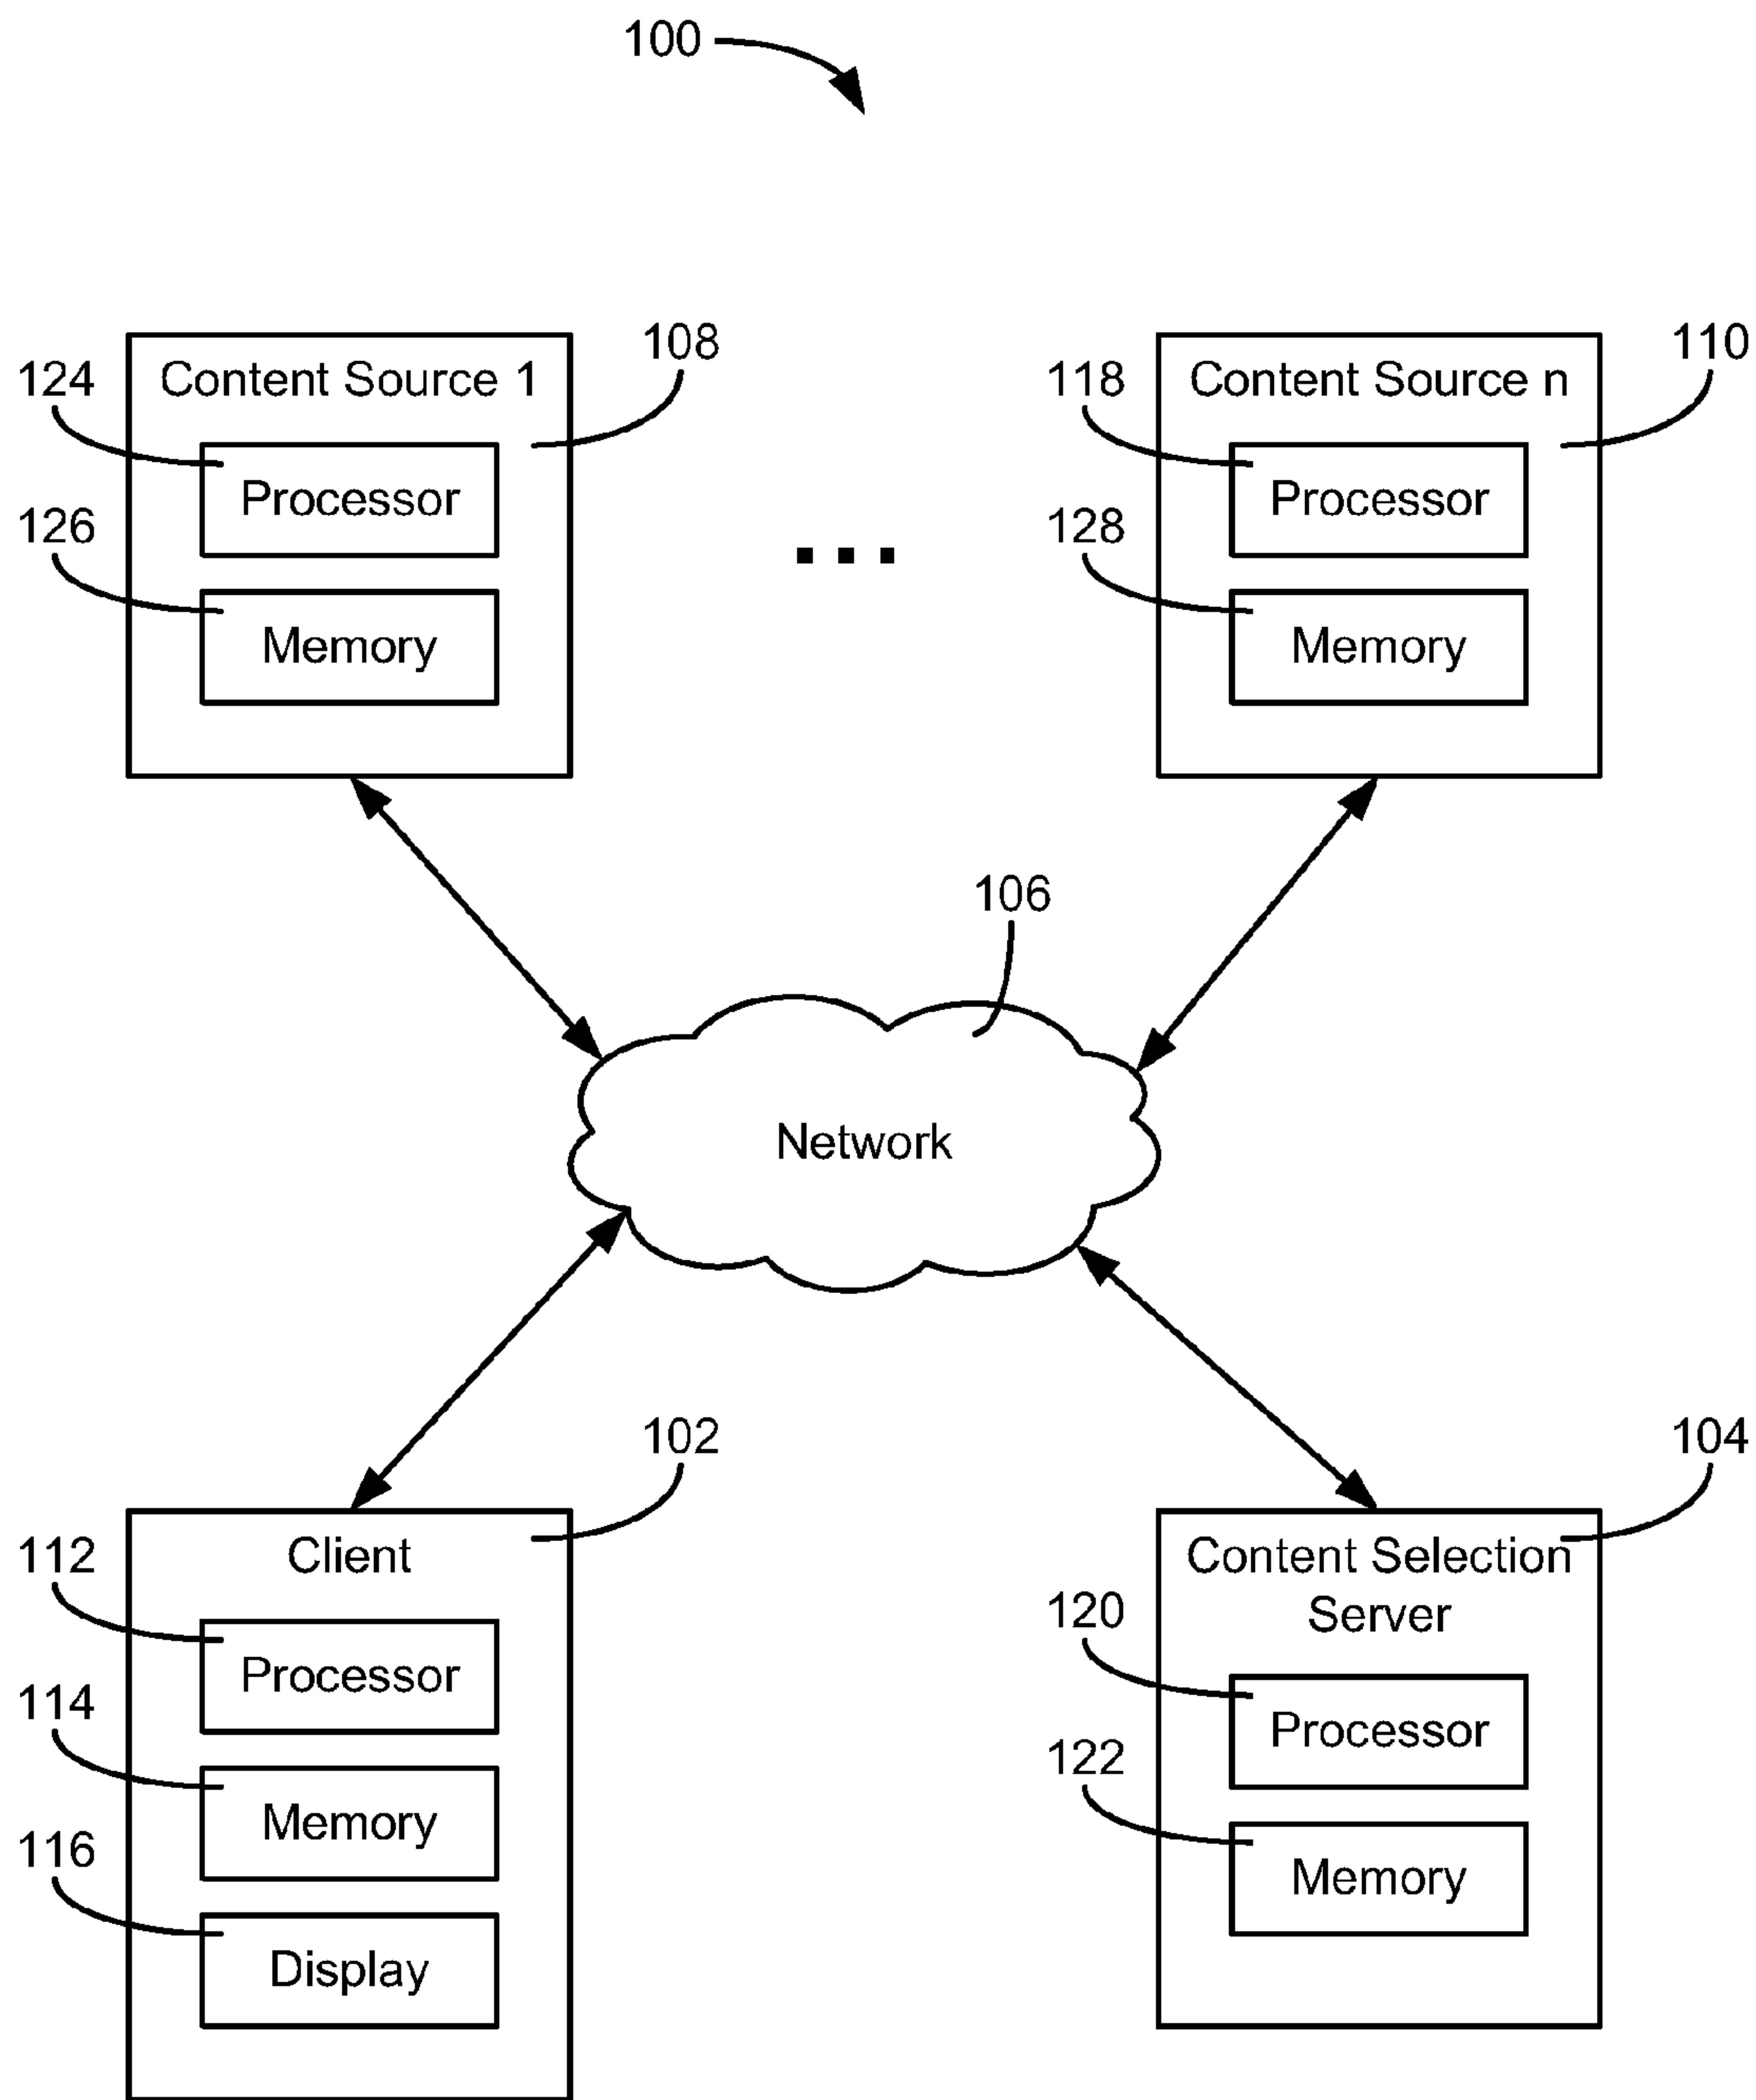 100
108
110
124
Content Source 1
118
Content Source n
Processor
Processor
126
128
Memory
Memory
106
Network
102
104
112
Client
Content Selection
Server
120
Processor
114
Processor
122
Memory
116
Memory
Display